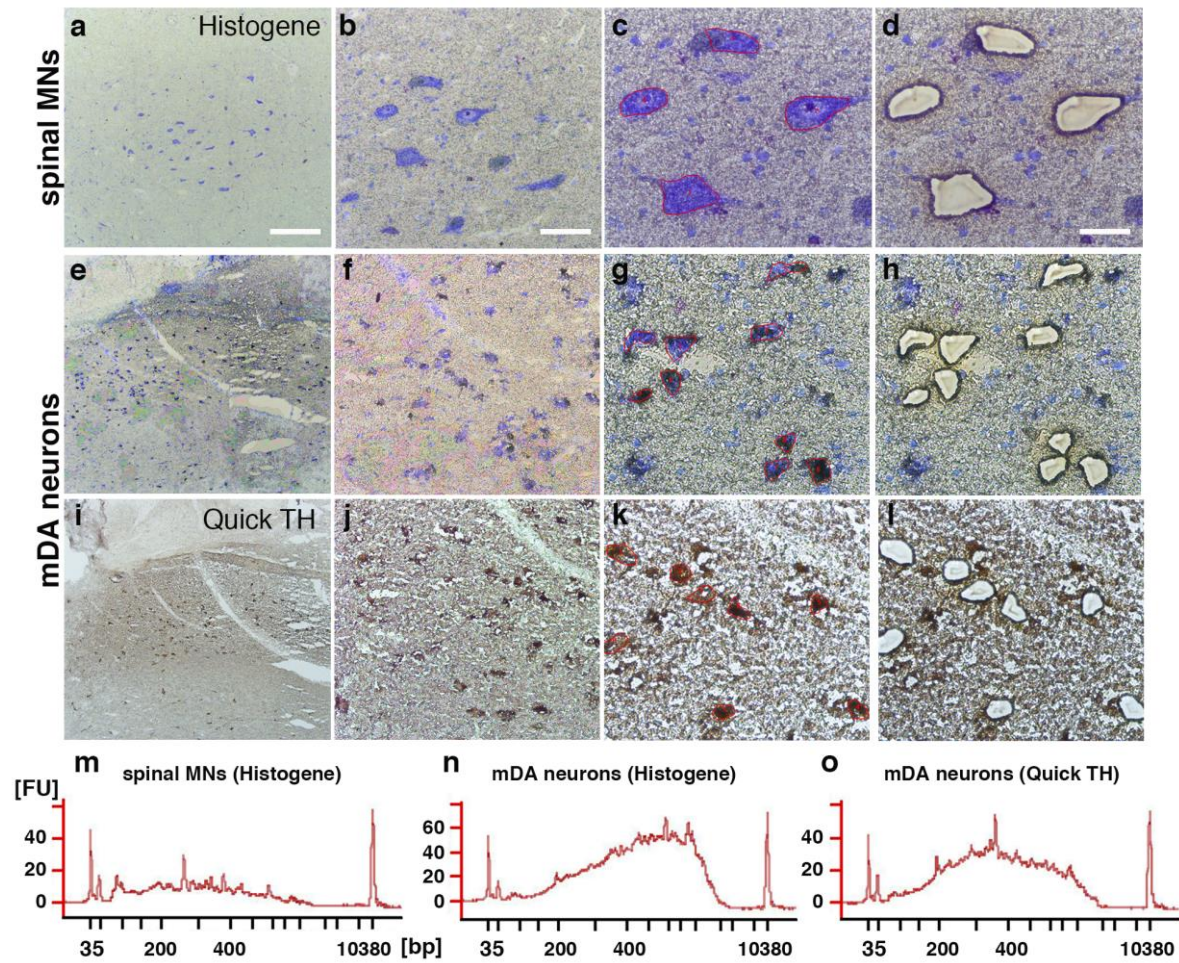 a Histogene b c d
spinal MNs
e f g h
mDA neurons
i Quick TH j k l
m spinal MNs (Histogene) n mDA neurons (Histogene) o mDA neurons (Quick TH)
[FU]
40
20
0
60
40
20
0
40
20
0
35 200 400 10380 [bp] 35 200 400 10380 35 200 400 10380